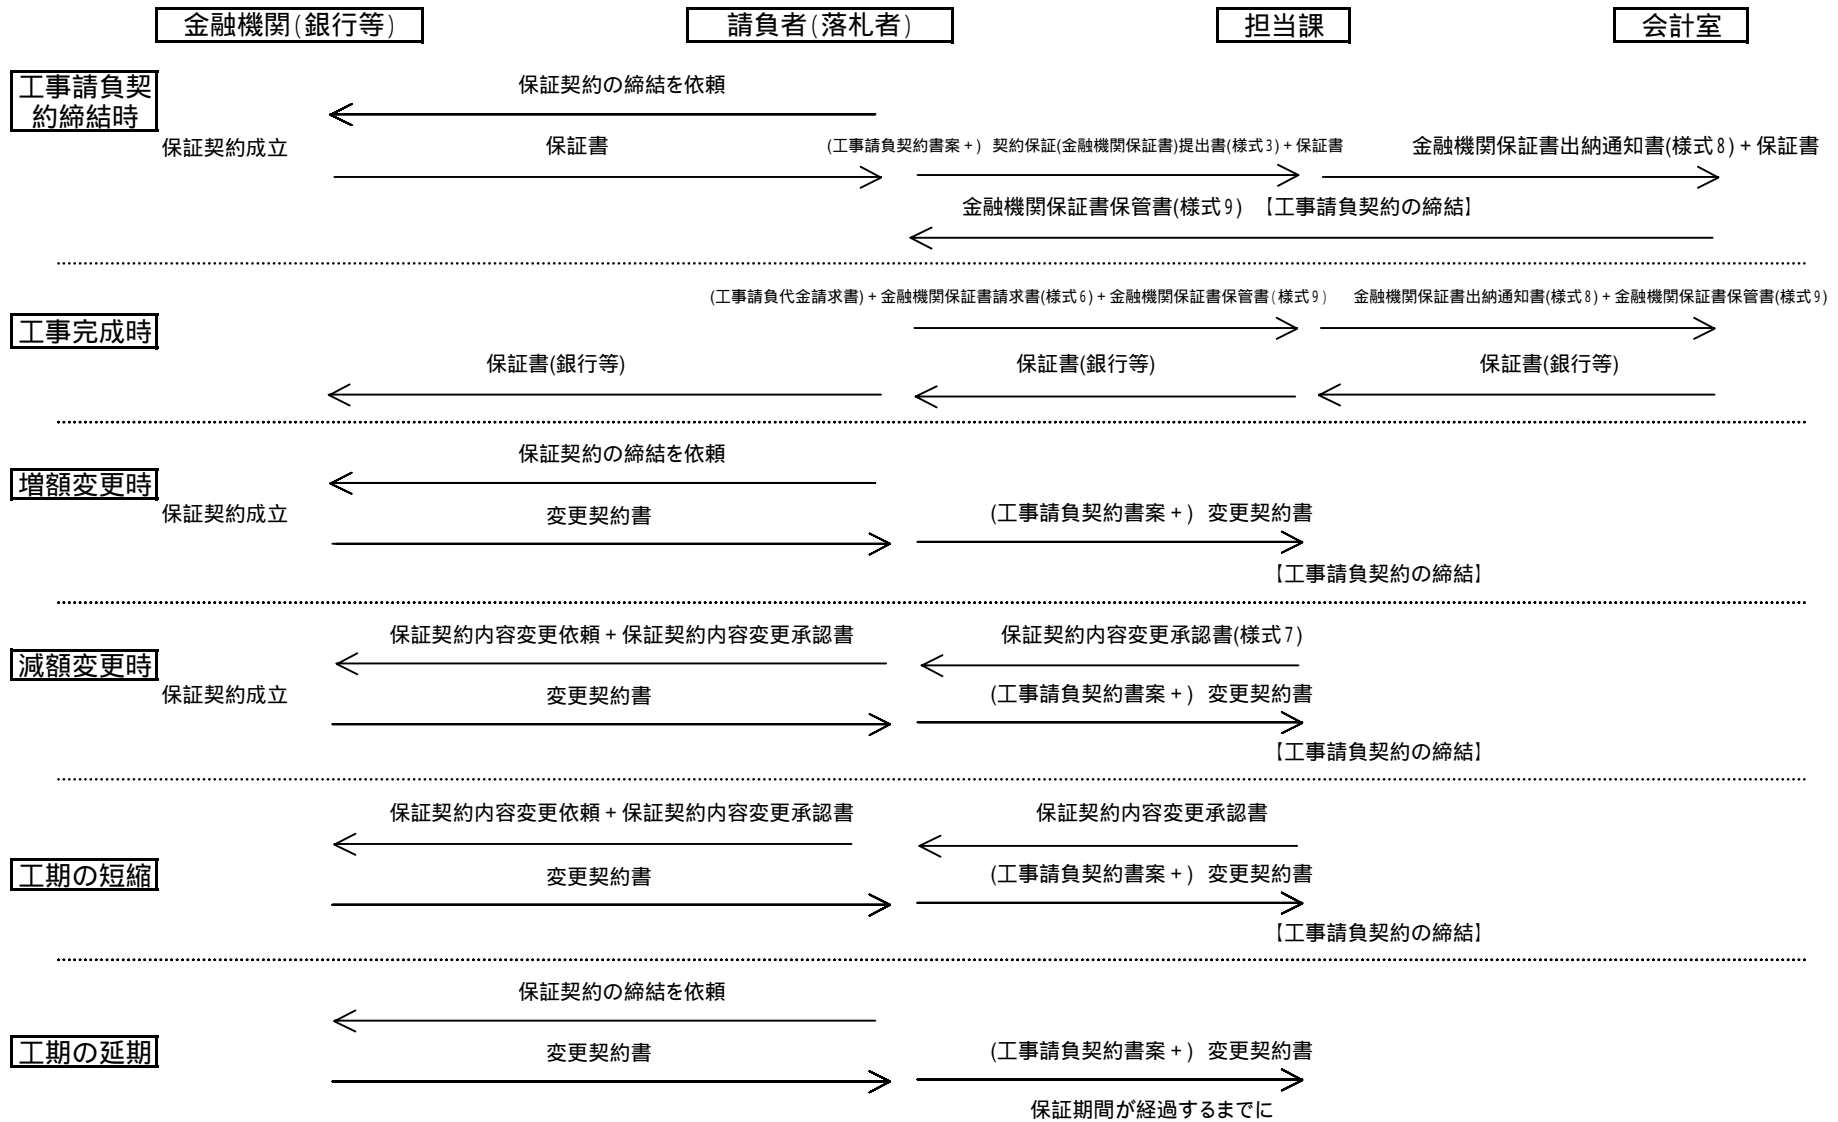 金融機関(銀行等)
請負者(落札者)
担当課
会計室
工事請負契
約締結時
保証契約の締結を依頼
保証契約成立
保証書
(工事請負契約書案+) 契約保証(金融機関保証書)提出書(様式3)+保証書
金融機関保証書出納通知書(様式8)+保証書
金融機関保証書保管書(様式9) 【工事請負契約の締結】
(工事請負代金請求書)+金融機関保証書請求書(様式6)+金融機関保証書保管書(様式9)
金融機関保証書出納通知書(様式8)+金融機関保証書保管書(様式9)
工事完成時
保証書(銀行等)
保証書(銀行等)
保証書(銀行等)
保証契約の締結を依頼
増額変更時
保証契約成立
変更契約書
(工事請負契約書案+) 変更契約書
【工事請負契約の締結】
保証契約内容変更依頼+保証契約内容変更承認書
保証契約内容変更承認書(様式7)
減額変更時
保証契約成立
変更契約書
(工事請負契約書案+) 変更契約書
【工事請負契約の締結】
保証契約内容変更依頼+保証契約内容変更承認書
保証契約内容変更承認書
工期の短縮
変更契約書
(工事請負契約書案+) 変更契約書
【工事請負契約の締結】
保証契約の締結を依頼
工期の延期
変更契約書
(工事請負契約書案+) 変更契約書
保証期間が経過するまでに